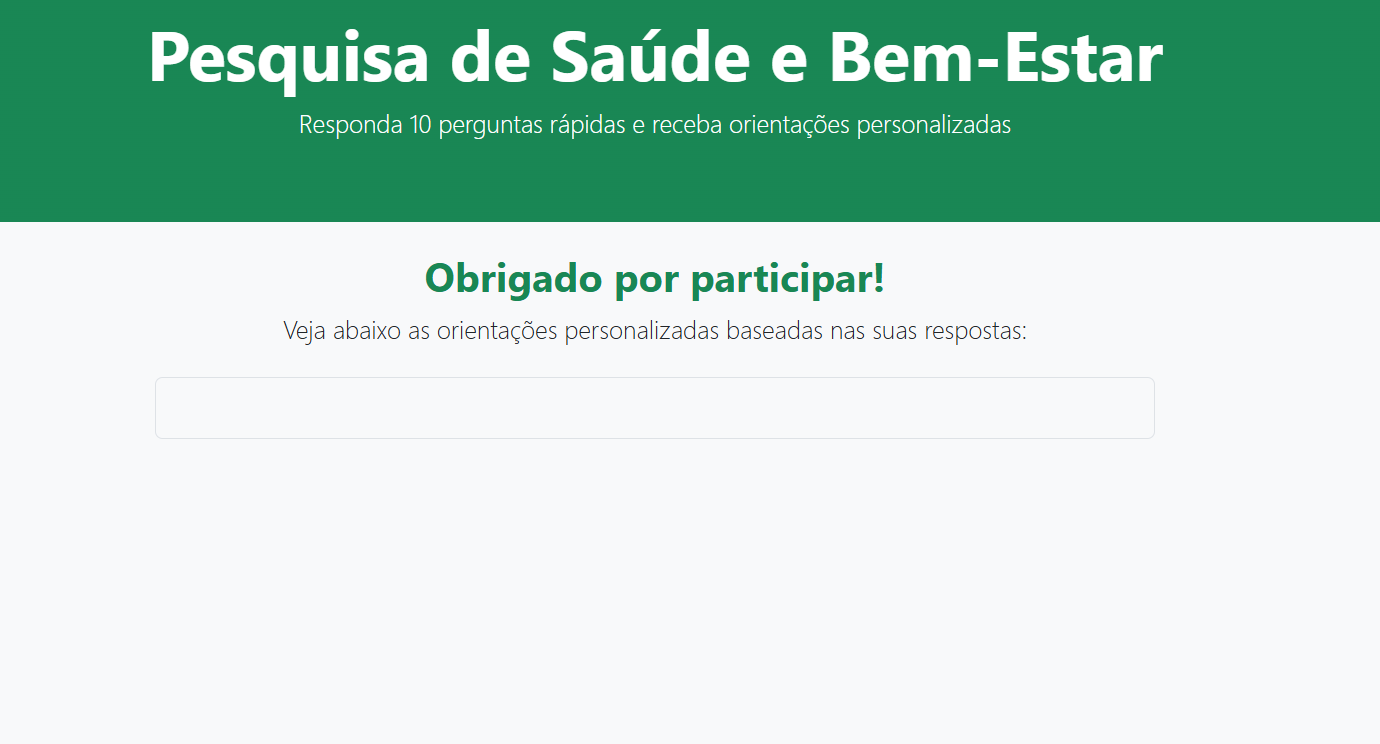 Pesquisa de Saúde e Bem-Estar
Responda 10 perguntas rápidas e receba orientações personalizadas
Obrigado por participar!
Veja abaixo as orientações personalizadas baseadas nas suas respostas: